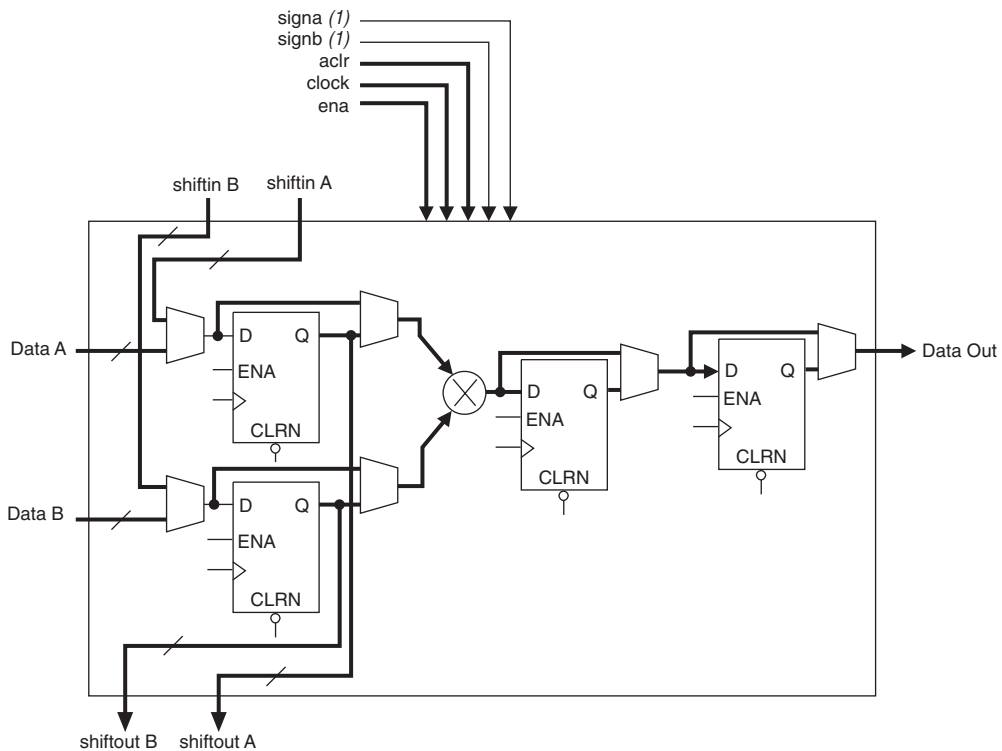 signa (1)
signb (1)
aclr
clock
ena
shiftin B
shiftin A
Data A
D
Q
ENA
CLRN
Data B
D
Q
ENA
CLRN
D
Q
ENA
CLRN
D
Q
ENA
CLRN
Data Out
shiftout B
shiftout A